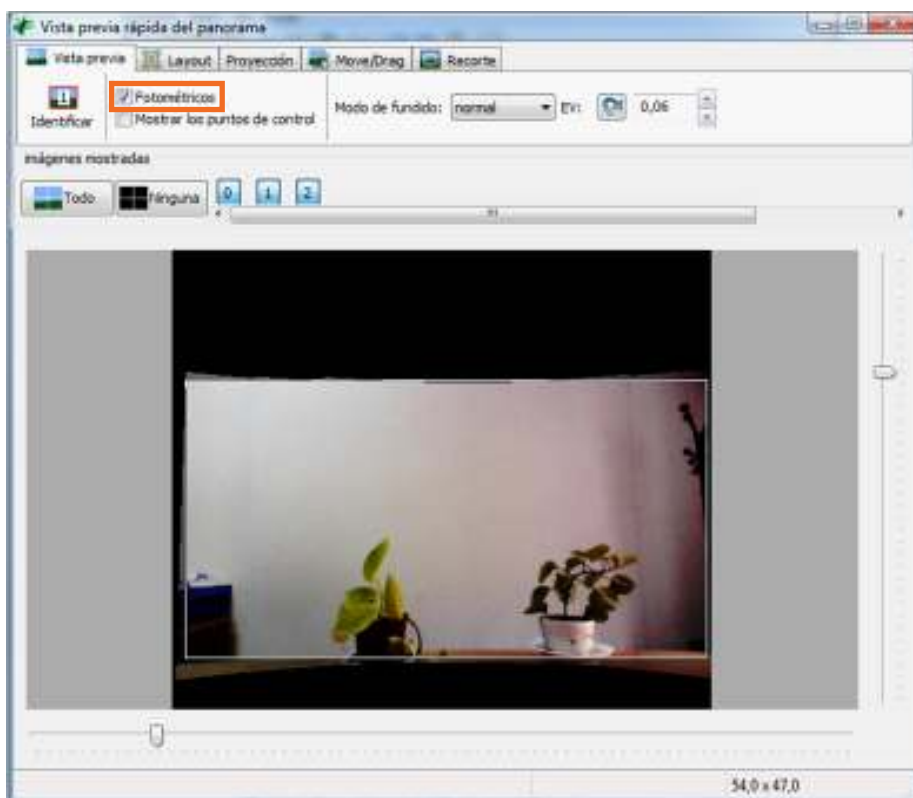 Vista previa rápida del panorama
Vista previa Layout Proyección Move/Drag Recorte
1
Identificar
Fotométricos
Mostrar los puntos de control
Modo de fundido: normal EV: 0,06
imágenes mostradas
Todo Ninguna 0 1 2
54,0 x 47,0